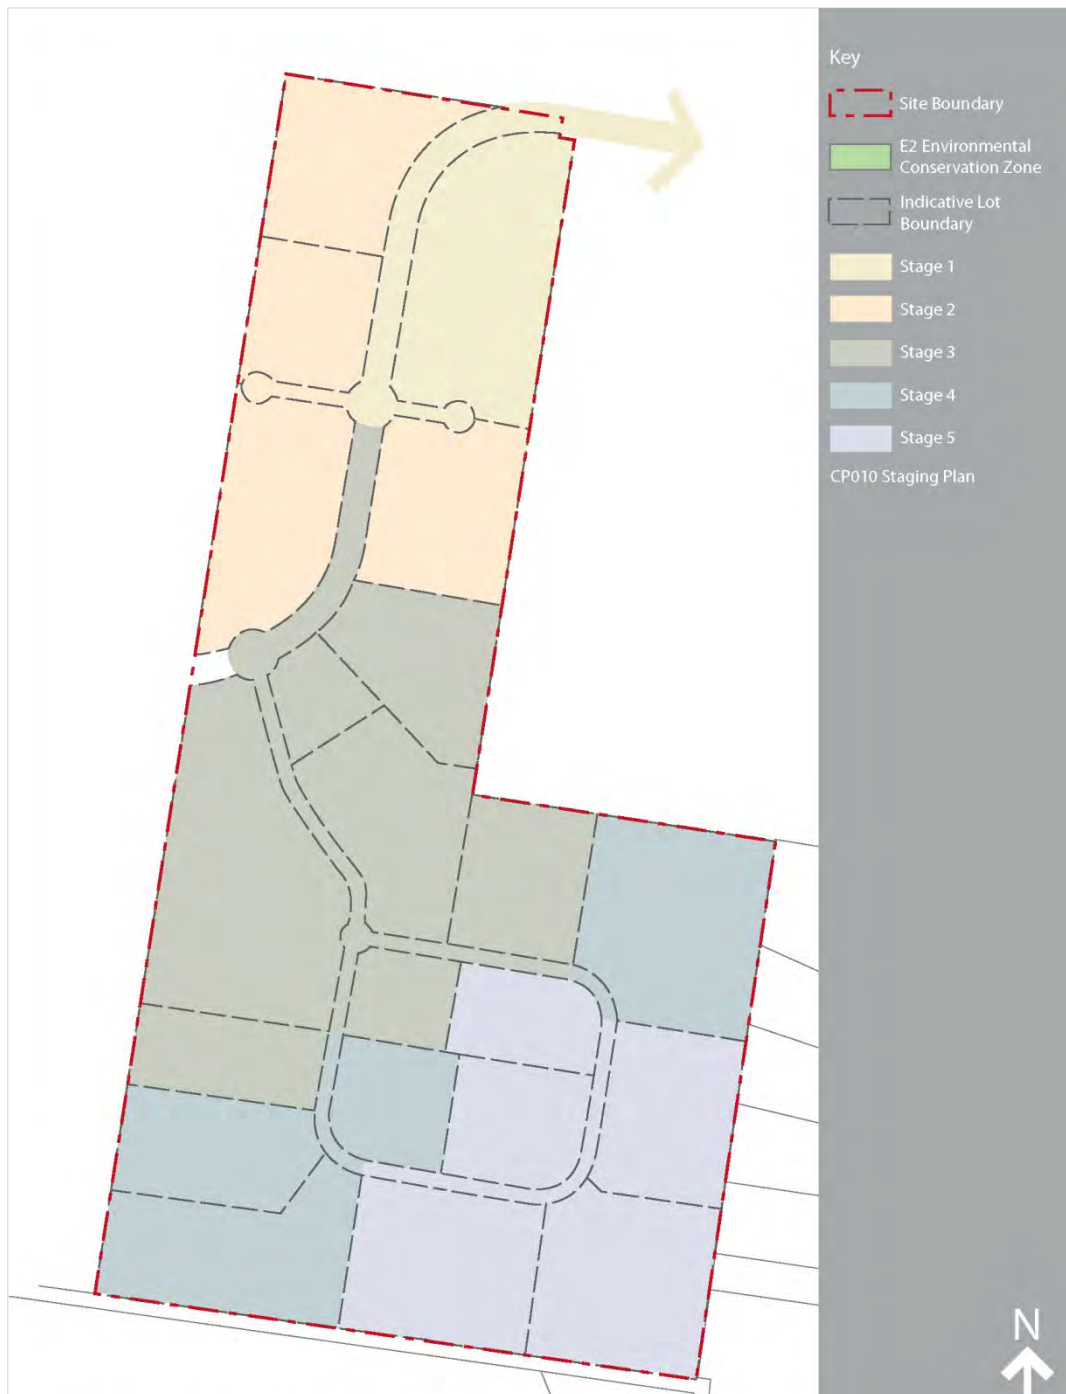 Key
Site Boundary
E2 Environmental
Conservation Zone
Indicative Lot
Boundary
Stage 1
Stage 2
Stage 3
Stage 4
Stage 5
CP010 Staging Plan
N